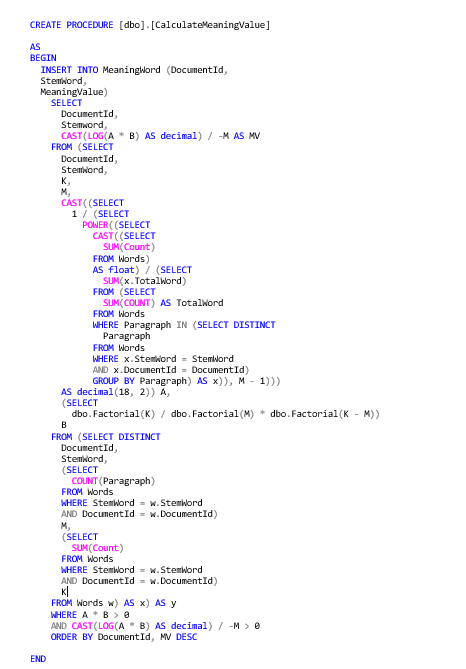 CREATE PROCEDURE [dbo].[CalculateMeaningValue]
AS
BEGIN
INSERT INTO MeaningWord (DocumentId,
StemWord,
MeaningValue)
SELECT
DocumentId,
Stemword,
CAST(LOG(A * B) AS decimal) / -M AS MV
FROM (SELECT
DocumentId,
StemWord,
K,
M,
CAST((SELECT
1 / (SELECT
POWER((SELECT
CAST((SELECT
SUM(Count)
FROM Words)
AS float) / (SELECT
SUM(x.TotalWord)
FROM (SELECT
SUM(COUNT) AS TotalWord
FROM Words
WHERE Paragraph IN (SELECT DISTINCT
Paragraph
FROM Words
WHERE x.StemWord = StemWord
AND x.DocumentId = DocumentId)
GROUP BY Paragraph) AS x)), M - 1)))
AS decimal(18, 2)) A,
(SELECT
dbo.Factorial(K) / dbo.Factorial(M) * dbo.Factorial(K - M))
B
FROM (SELECT DISTINCT
DocumentId,
StemWord,
(SELECT
COUNT(Paragraph)
FROM Words
WHERE StemWord = w.StemWord
AND DocumentId = w.DocumentId)
M,
(SELECT
SUM(Count)
FROM Words
WHERE StemWord = w.StemWord
AND DocumentId = w.DocumentId)
K
FROM Words w) AS x) AS y
WHERE A * B > 0
AND CAST(LOG(A * B) AS decimal) / -M > 0
ORDER BY DocumentId, MV DESC
END